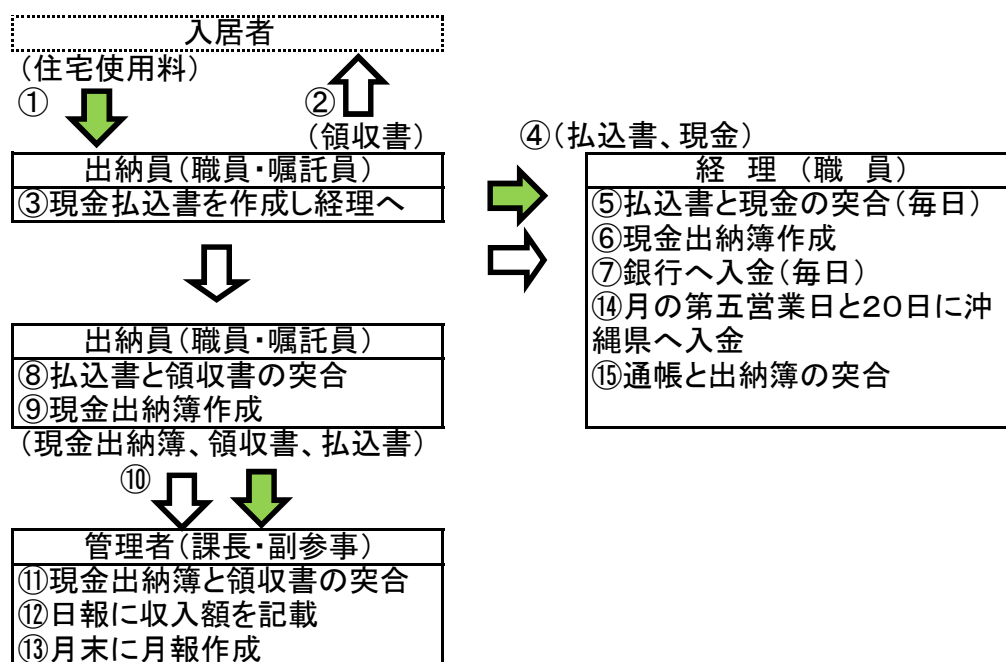 入居者
（住宅使用料）
①
②
（領収書）
④（払込書、現金）
出納員（職員・嘱託員）
③現金払込書を作成し経理へ
経　理　（職　員）
⑤払込書と現金の突合（毎日）
⑥現金出納簿作成
⑦銀行へ入金（毎日）
⑭月の第五営業日と２０日に沖
縄県へ入金
⑮通帳と出納簿の突合
出納員（職員・嘱託員）
⑧払込書と領収書の突合
⑨現金出納簿作成
（現金出納簿、領収書、払込書）
⑩
管理者（課長・副参事）
⑪現金出納簿と領収書の突合
⑫日報に収入額を記載
⑬月末に月報作成